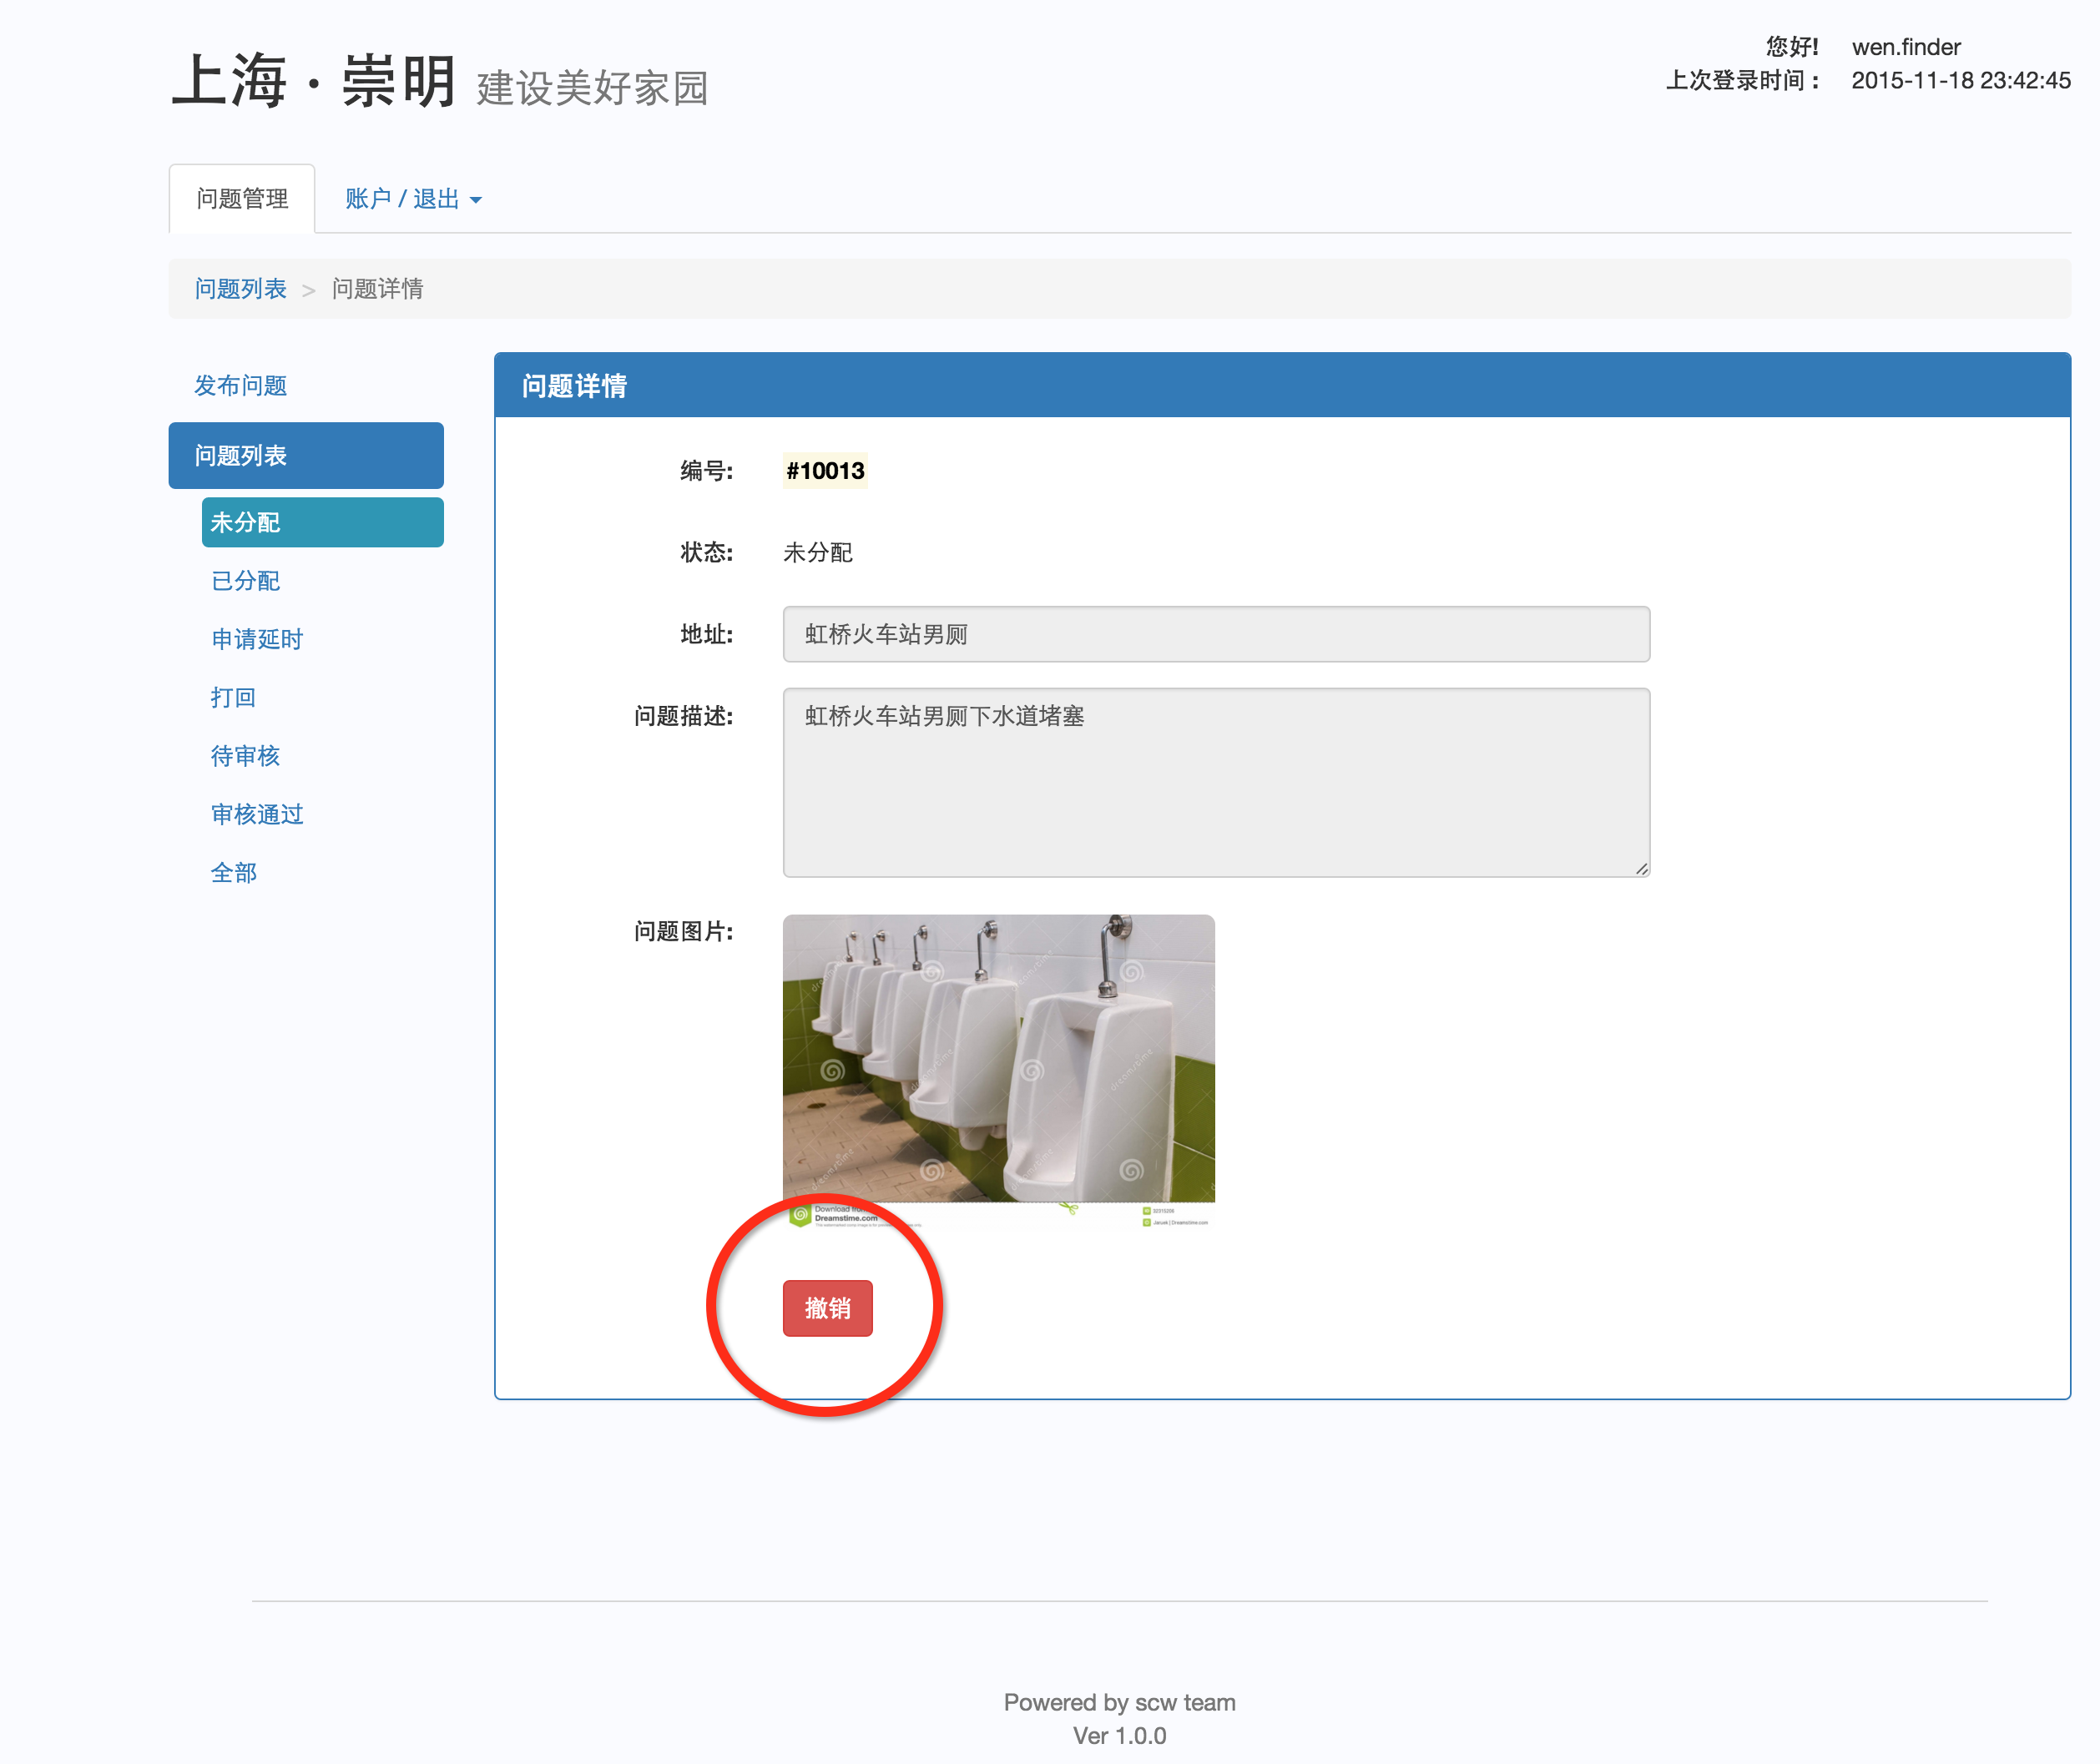 上海 · 崇明 建设美好家园
您好! wen.finder
上次登录时间： 2015-11-18 23:42:45
问题管理 账户 / 退出
问题列表 > 问题详情
发布问题
问题列表
未分配
已分配
申请延时
打回
待审核
审核通过
全部
问题详情
编号: #10013
状态: 未分配
地址: 虹桥火车站男厕
问题描述: 虹桥火车站男厕下水道堵塞
问题图片:
dreamstime
Download from
Dreamstime.com
撤销
Powered by scw team
Ver 1.0.0